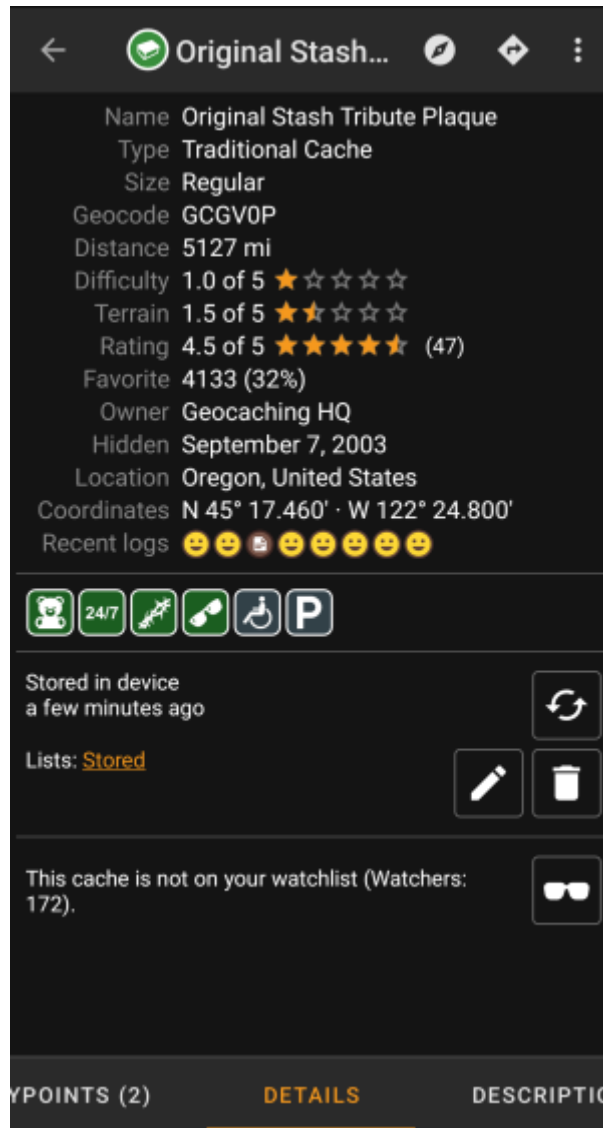 Original Stash...
Name Original Stash Tribute Plaque
Type Traditional Cache
Size Regular
Geocode GCGV0P
Distance 5127 mi
Difficulty 1.0 of 5
Terrain 1.5 of 5
Rating 4.5 of 5 (47)
Favorite 4133 (32%)
Owner Geocaching HQ
Hidden September 7, 2003
Location Oregon, United States
Coordinates N 45° 17.460' · W 122° 24.800'
Recent logs
24/7 P
Stored in device
a few minutes ago
Lists: Stored
This cache is not on your watchlist (Watchers:
172).
YPOINTS (2) DETAILS DESCRIPTIO